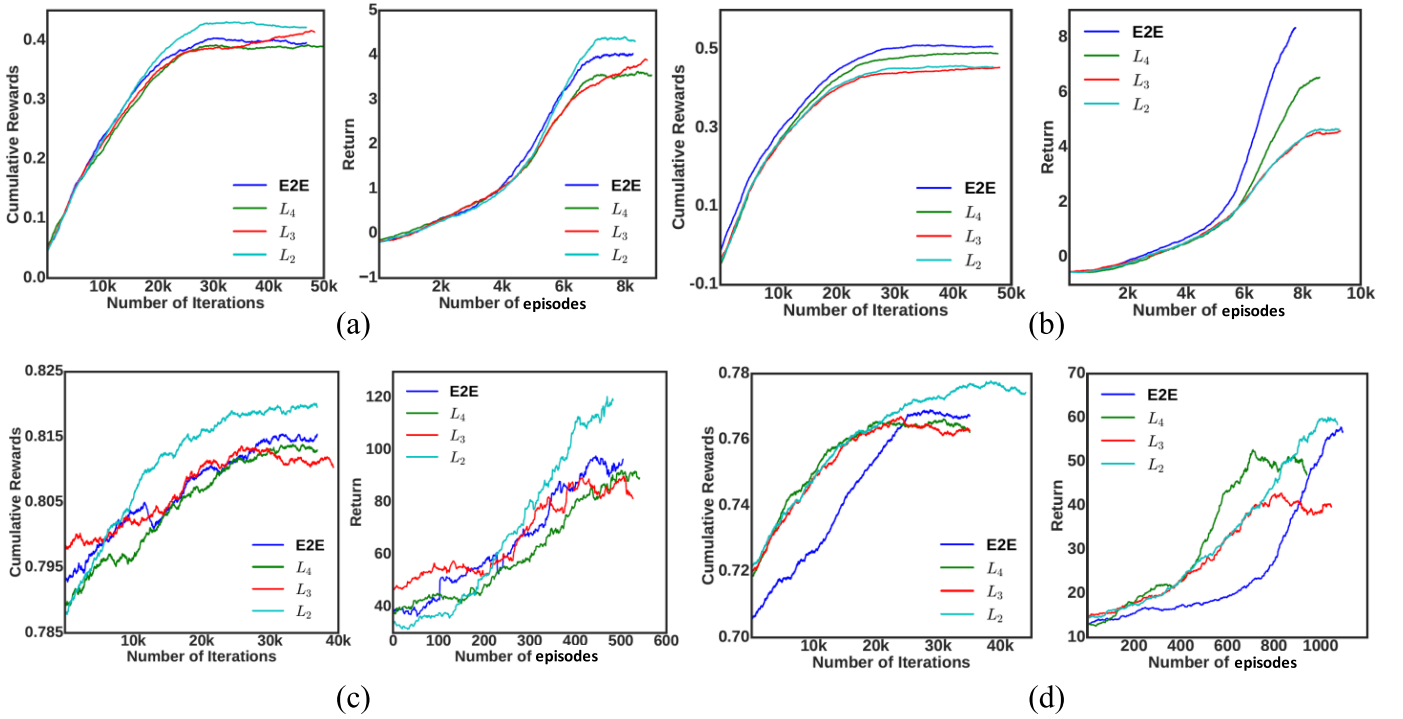 Cumulative Rewards
0.4
0.3
0.2
0.1
0.0
10k 20k 30k 40k 50k
Number of Iterations
E2E
L4
L3
L2
Return
5
4
3
2
1
0
−1
2k 4k 6k 8k
Number of episodes
E2E
L4
L3
L2
(a)
Cumulative Rewards
0.5
0.3
0.1
-0.1
10k 20k 30k 40k 50k
Number of Iterations
E2E
L4
L3
L2
Return
8
6
4
2
0
2k 4k 6k 8k 10k
Number of episodes
E2E
L4
L3
L2
(b)
Cumulative Rewards
0.825
0.815
0.805
0.795
0.785
10k 20k 30k 40k
Number of Iterations
E2E
L4
L3
L2
Return
120
100
80
60
40
0 100 200 300 400 500 600
Number of episodes
E2E
L4
L3
L2
(c)
Cumulative Rewards
0.78
0.76
0.74
0.72
0.70
10k 20k 30k 40k
Number of Iterations
E2E
L4
L3
L2
Return
70
60
50
40
30
20
10
200 400 600 800 1000
Number of episodes
E2E
L4
L3
L2
(d)